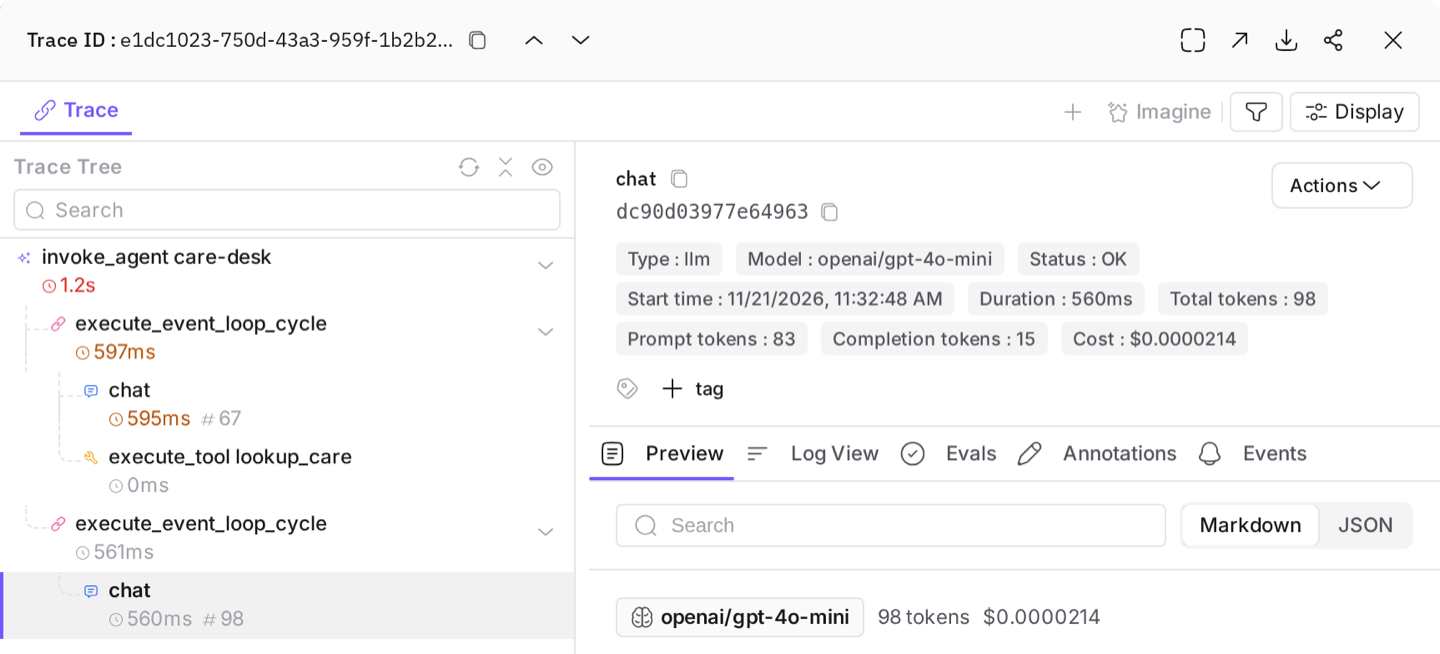 Trace ID : e1dc1023-750d-43a3-959f-1b2b2...
Trace
Imagine
Display
Trace Tree
Search
invoke_agent care-desk
1.2s
execute_event_loop_cycle
597ms
chat
595ms # 67
execute_tool lookup_care
0ms
execute_event_loop_cycle
561ms
chat
560ms # 98
chat
Actions
dc90d03977e64963
Type : llm Model : openai/gpt-4o-mini Status : OK
Start time : 11/21/2026, 11:32:48 AM Duration : 560ms Total tokens : 98
Prompt tokens : 83 Completion tokens : 15 Cost : $0.0000214
+ tag
Preview Log View Evals Annotations Events
Search Markdown JSON
openai/gpt-4o-mini 98 tokens $0.0000214